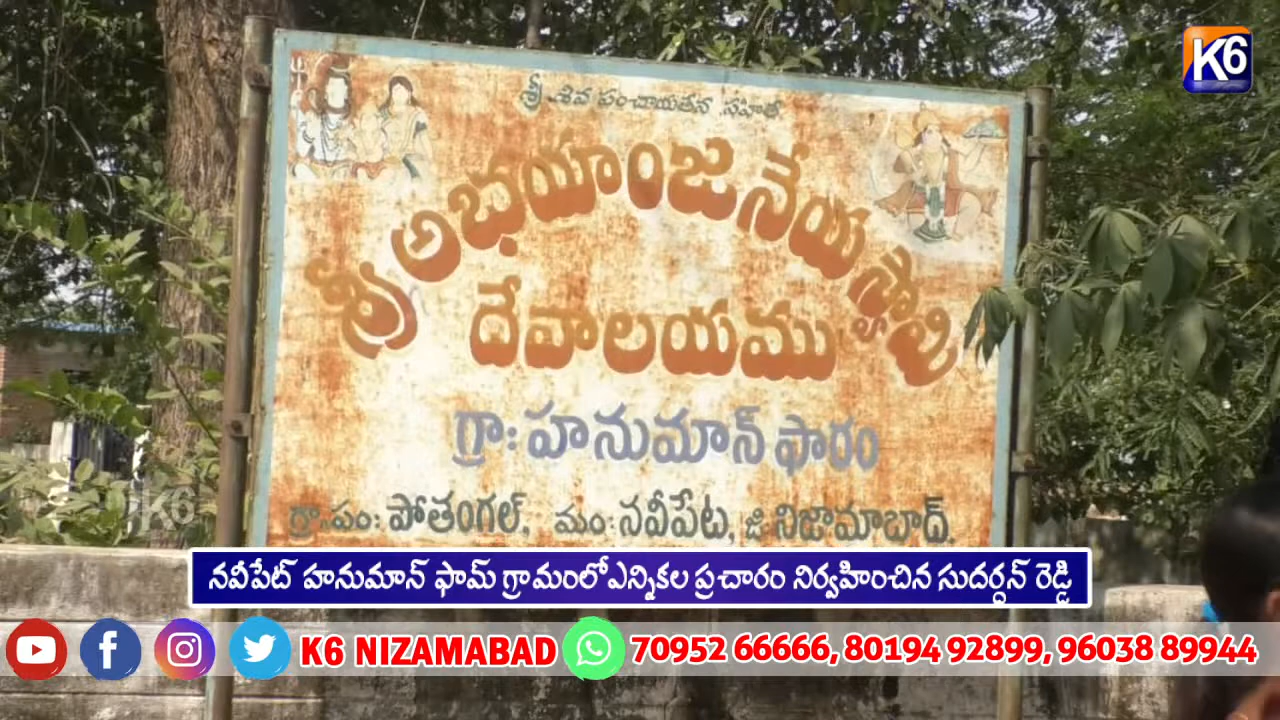 K6
శ్రీ శివ పంచాయతన సహిత
శ్రీ అభయాంజనేయ స్వామి
దేవాలయము
గ్రా: హనుమాన్ ఫారం
గ్రా.పం: పోతంగల్, మం: నవీపేట, జి. నిజామాబాద్.
K6
నవీపేట్ హనుమాన్ ఫామ్ గ్రామంలోఎన్నికల ప్రచారం నిర్వహించిన సుదర్శన్ రెడ్డి
K6 NIZAMABAD 70952 66666, 80194 92899, 96038 89944